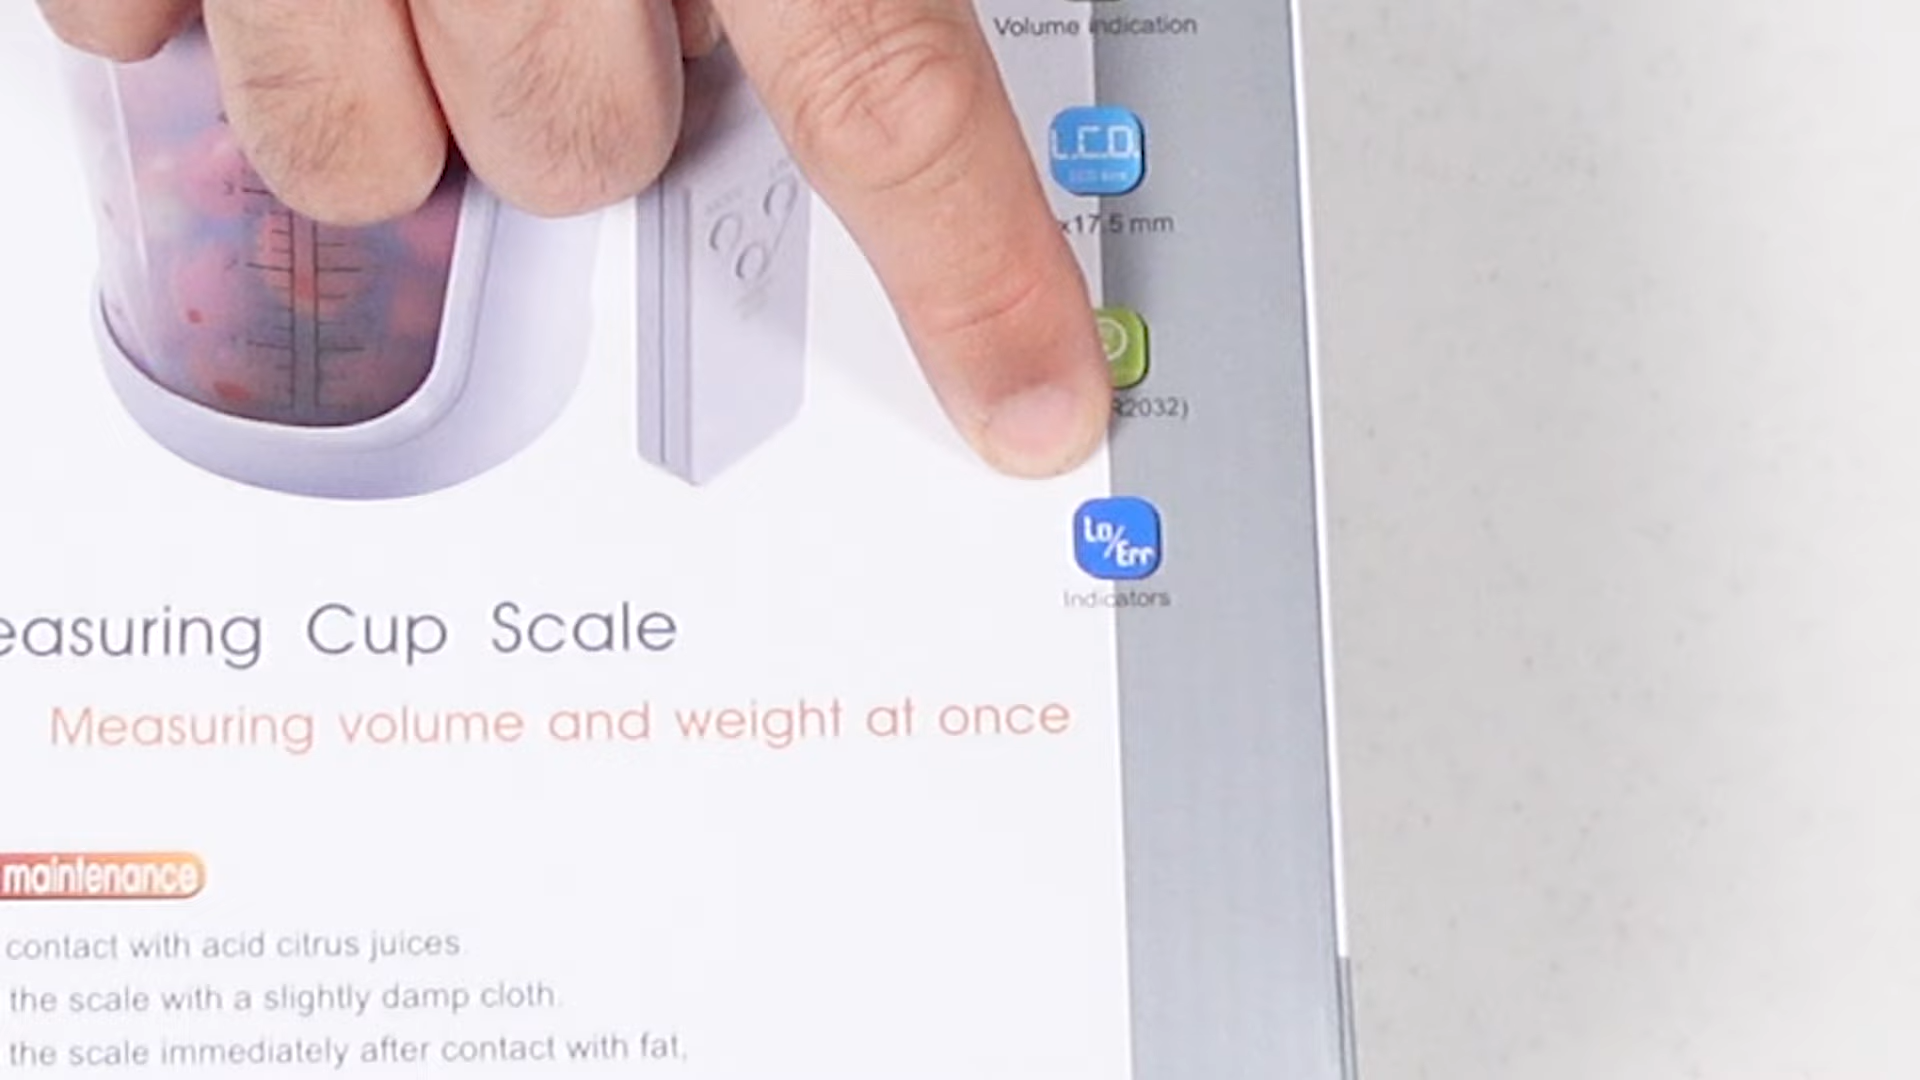 Volume indication
L.C.D.
x17.5 mm
R2032)
Lo/Err
Indicators
easuring Cup Scale
Measuring volume and weight at once
maintenance
contact with acid citrus juices
the scale with a slightly damp cloth.
the scale immediately after contact with fat,